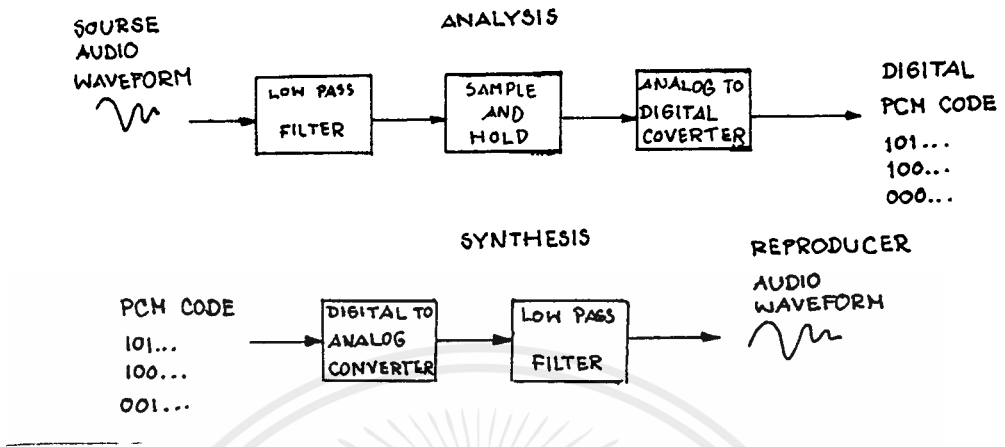 ANALYSIS
SOURSE
AUDIO
WAVEFORM
LOW PASS
FILTER
SAMPLE
AND
HOLD
ANALOG TO
DIGITAL
COVERTER
DIGITAL
PCM CODE
101...
100...
000...
SYNTHESIS
PCM CODE
101...
100...
001...
DIGITAL TO
ANALOG
CONVERTER
LOW PASS
FILTER
REPRODUCER
AUDIO
WAVEFORM